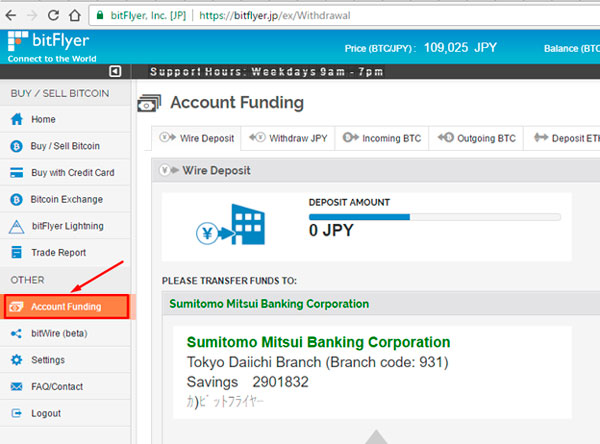 bitFlyer, Inc. [JP] | https://bitflyer.jp/ex/Withdrawal
bitFlyer
Connect to the World
Price (BTC/JPY) : 109,025 JPY
Balance (BTC
Support Hours: Weekdays 9am - 7pm
BUY / SELL BITCOIN
Home
Buy / Sell Bitcoin
Buy with Credit Card
Bitcoin Exchange
bitFlyer Lightning
Trade Report
OTHER
Account Funding
bitWire (beta)
Settings
FAQ/Contact
Logout
Account Funding
Wire Deposit
Withdraw JPY
Incoming BTC
Outgoing BTC
Deposit ETH
Wire Deposit
¥
DEPOSIT AMOUNT
0 JPY
PLEASE TRANSFER FUNDS TO:
Sumitomo Mitsui Banking Corporation
Sumitomo Mitsui Banking Corporation
Tokyo Daiichi Branch (Branch code: 931)
Savings 2901832
ｶ)ﾋﾞｯﾄﾌﾗｲﾔｰ